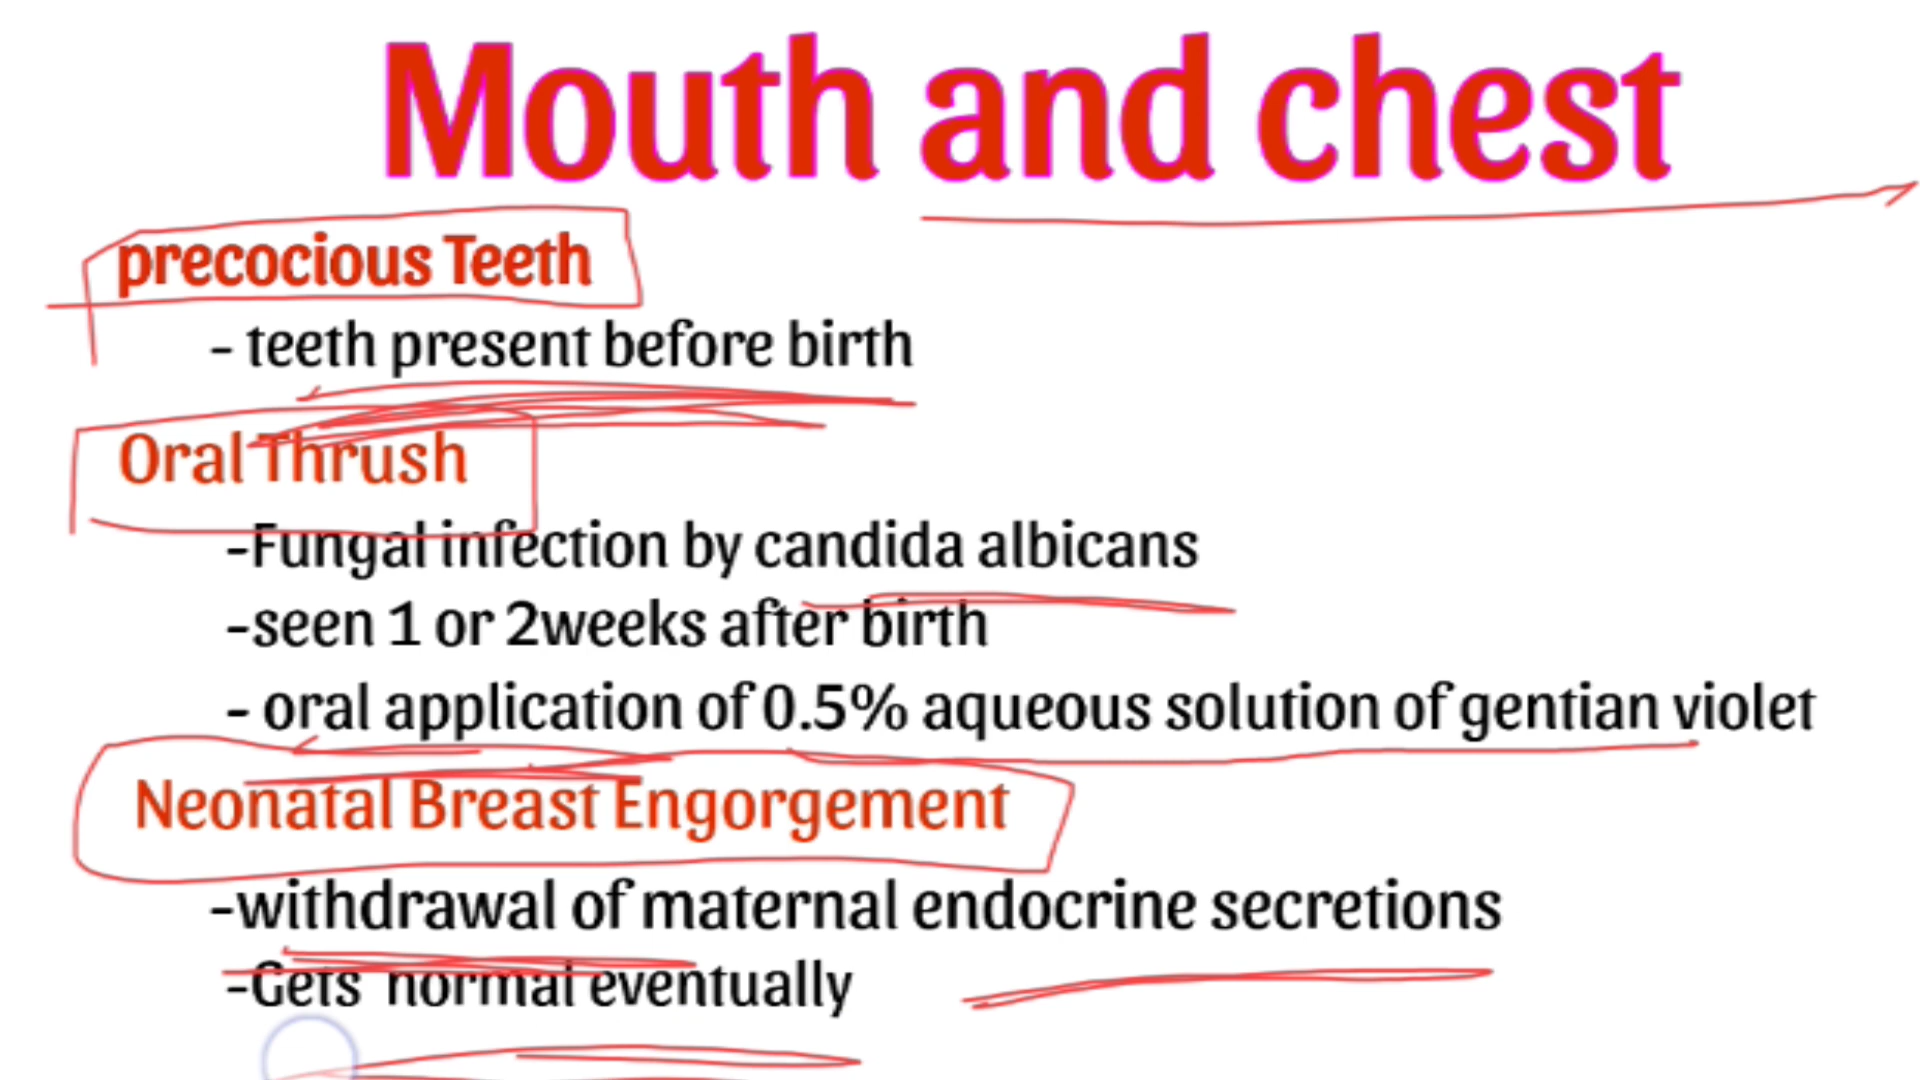 Mouth and chest
precocious Teeth
- teeth present before birth
Oral Thrush
-Fungal infection by candida albicans
-seen 1 or 2weeks after birth
- oral application of 0.5% aqueous solution of gentian violet
Neonatal Breast Engorgement
-withdrawal of maternal endocrine secretions
-Gets normal eventually